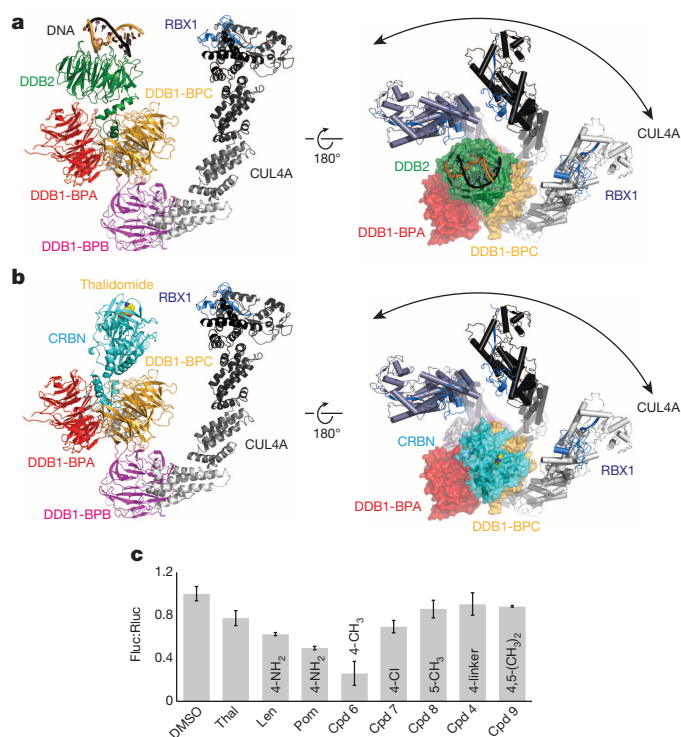 a
DNA
RBX1
DDB2
DDB1-BPC
DDB1-BPA
CUL4A
DDB1-BPB
180°
CUL4A
DDB2
RBX1
DDB1-BPA
DDB1-BPC
b
Thalidomide
RBX1
CRBN
DDB1-BPC
DDB1-BPA
CUL4A
DDB1-BPB
180°
CUL4A
CRBN
RBX1
DDB1-BPA
DDB1-BPC
c
Fluc:Rluc
1.2
0.8
0.4
0
4-NH2
4-NH2
4-CH3
4-Cl
5-CH3
4-linker
4,5-(CH3)2
DMSO
Thal
Len
Pom
Cpd 6
Cpd 7
Cpd 8
Cpd 4
Cpd 9